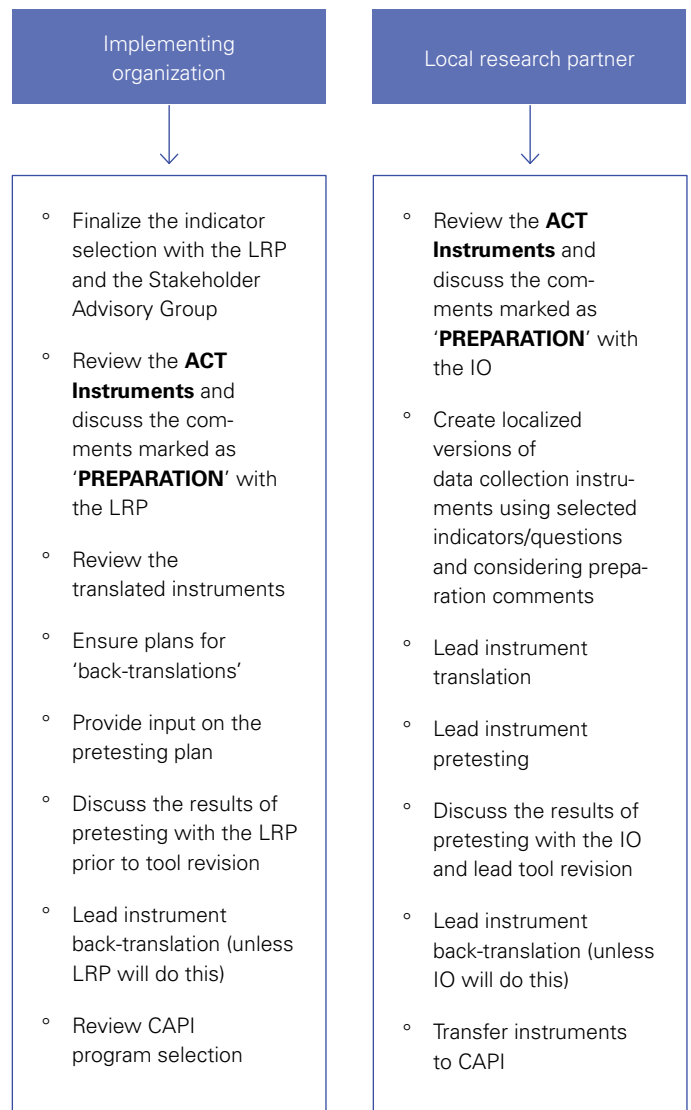 Implementing
organization
° Finalize the indicator
selection with the LRP
and the Stakeholder
Advisory Group
° Review the ACT
Instruments and
discuss the com-
ments marked as
‘PREPARATION’ with
the LRP
° Review the
translated instruments
° Ensure plans for
‘back-translations’
° Provide input on the
pretesting plan
° Discuss the results of
pretesting with the LRP
prior to tool revision
° Lead instrument
back-translation (unless
LRP will do this)
° Review CAPI
program selection
Local research partner
° Review the ACT
Instruments and
discuss the com-
ments marked as
‘PREPARATION’ with
the IO
° Create localized
versions of
data collection instru-
ments using selected
indicators/questions
and considering prepa-
ration comments
° Lead instrument
translation
° Lead instrument
pretesting
° Discuss the results of
pretesting with the IO
and lead tool revision
° Lead instrument
back-translation (unless
IO will do this)
° Transfer instruments
to CAPI